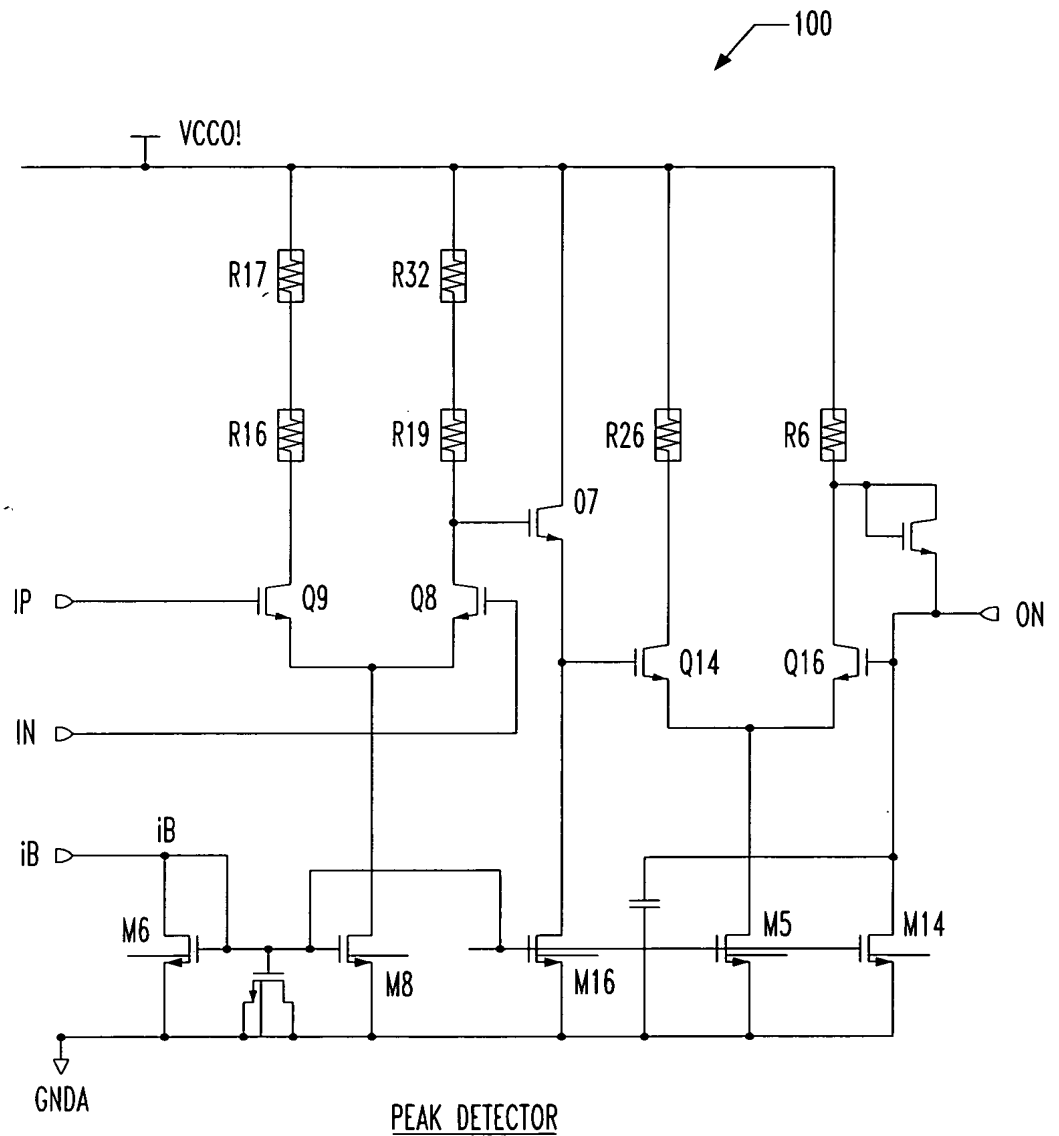 100
VCCO!
R17
R32
R16
R19
R26
R6
O7
IP
Q9
Q8
ON
Q14
Q16
IN
iB
iB
M6
M8
M16
M5
M14
GNDA
PEAK DETECTOR